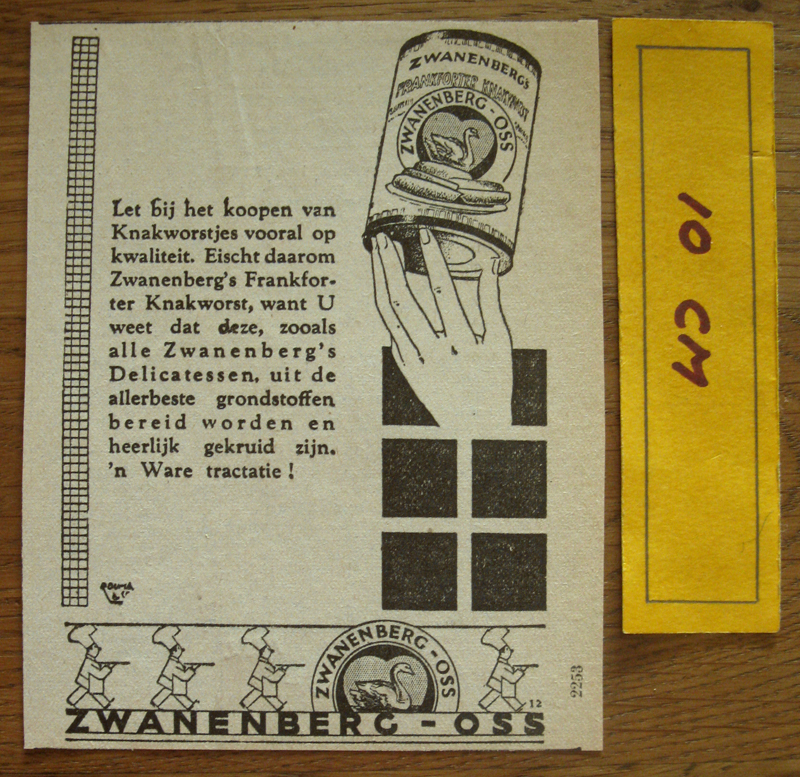 ZWANENBERG'S
FRANKFORTER KNAKWORST
ZWANENBERG-OSS
Let bij het koopen van
Knakworstjes vooral op
kwaliteit. Eischt daarom
Zwanenberg's Frankfor-
ter Knakworst, want U
weet dat deze, zooals
alle Zwanenberg's
Delicatessen, uit de
allerbeste grondstoffen
bereid worden en
heerlijk gekruid zijn.
'n Ware tractatie!
ZWANENBERG-OSS
12
2253
ZWANENBERG-OSS
10 CM